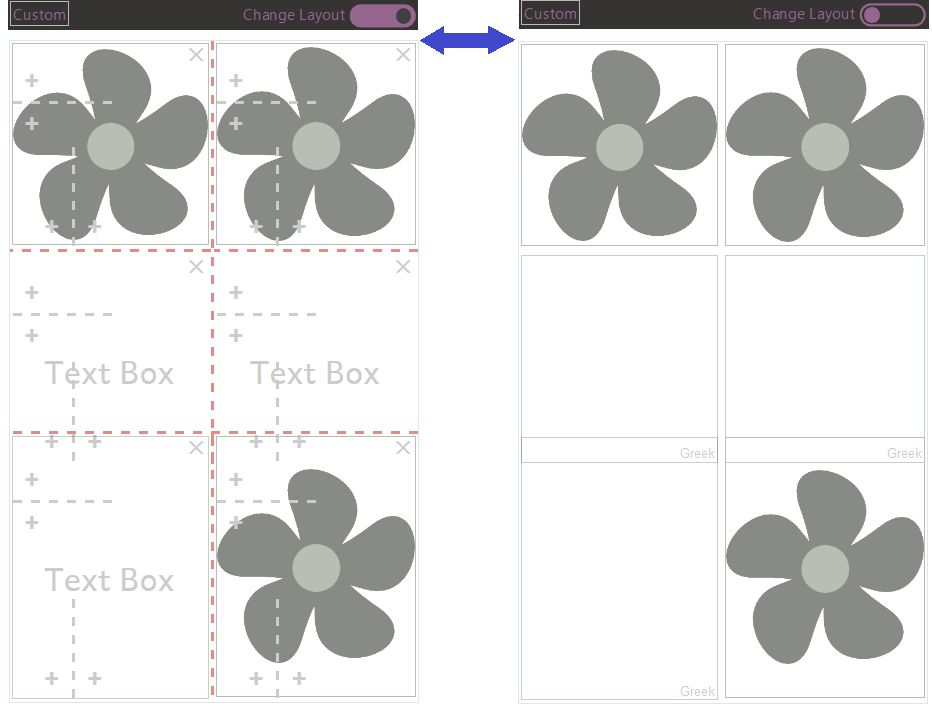 Custom Change Layout
Text Box Text Box
Text Box
Custom Change Layout
Greek Greek
Greek